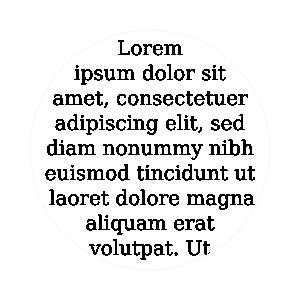 Lorem
ipsum dolor sit
amet, consectetuer
adipiscing elit, sed
diam nonummy nibh
euismod tincidunt ut
laoret dolore magna
aliquam erat
volutpat. Ut